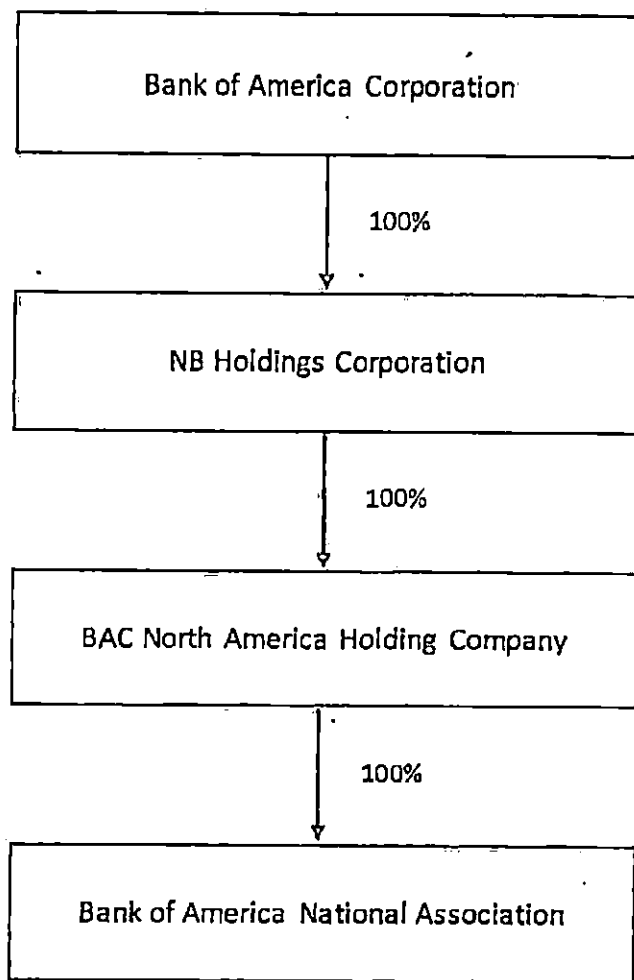 Bank of America Corporation
100%
NB Holdings Corporation
100%
BAC North America Holding Company
100%
Bank of America National Association